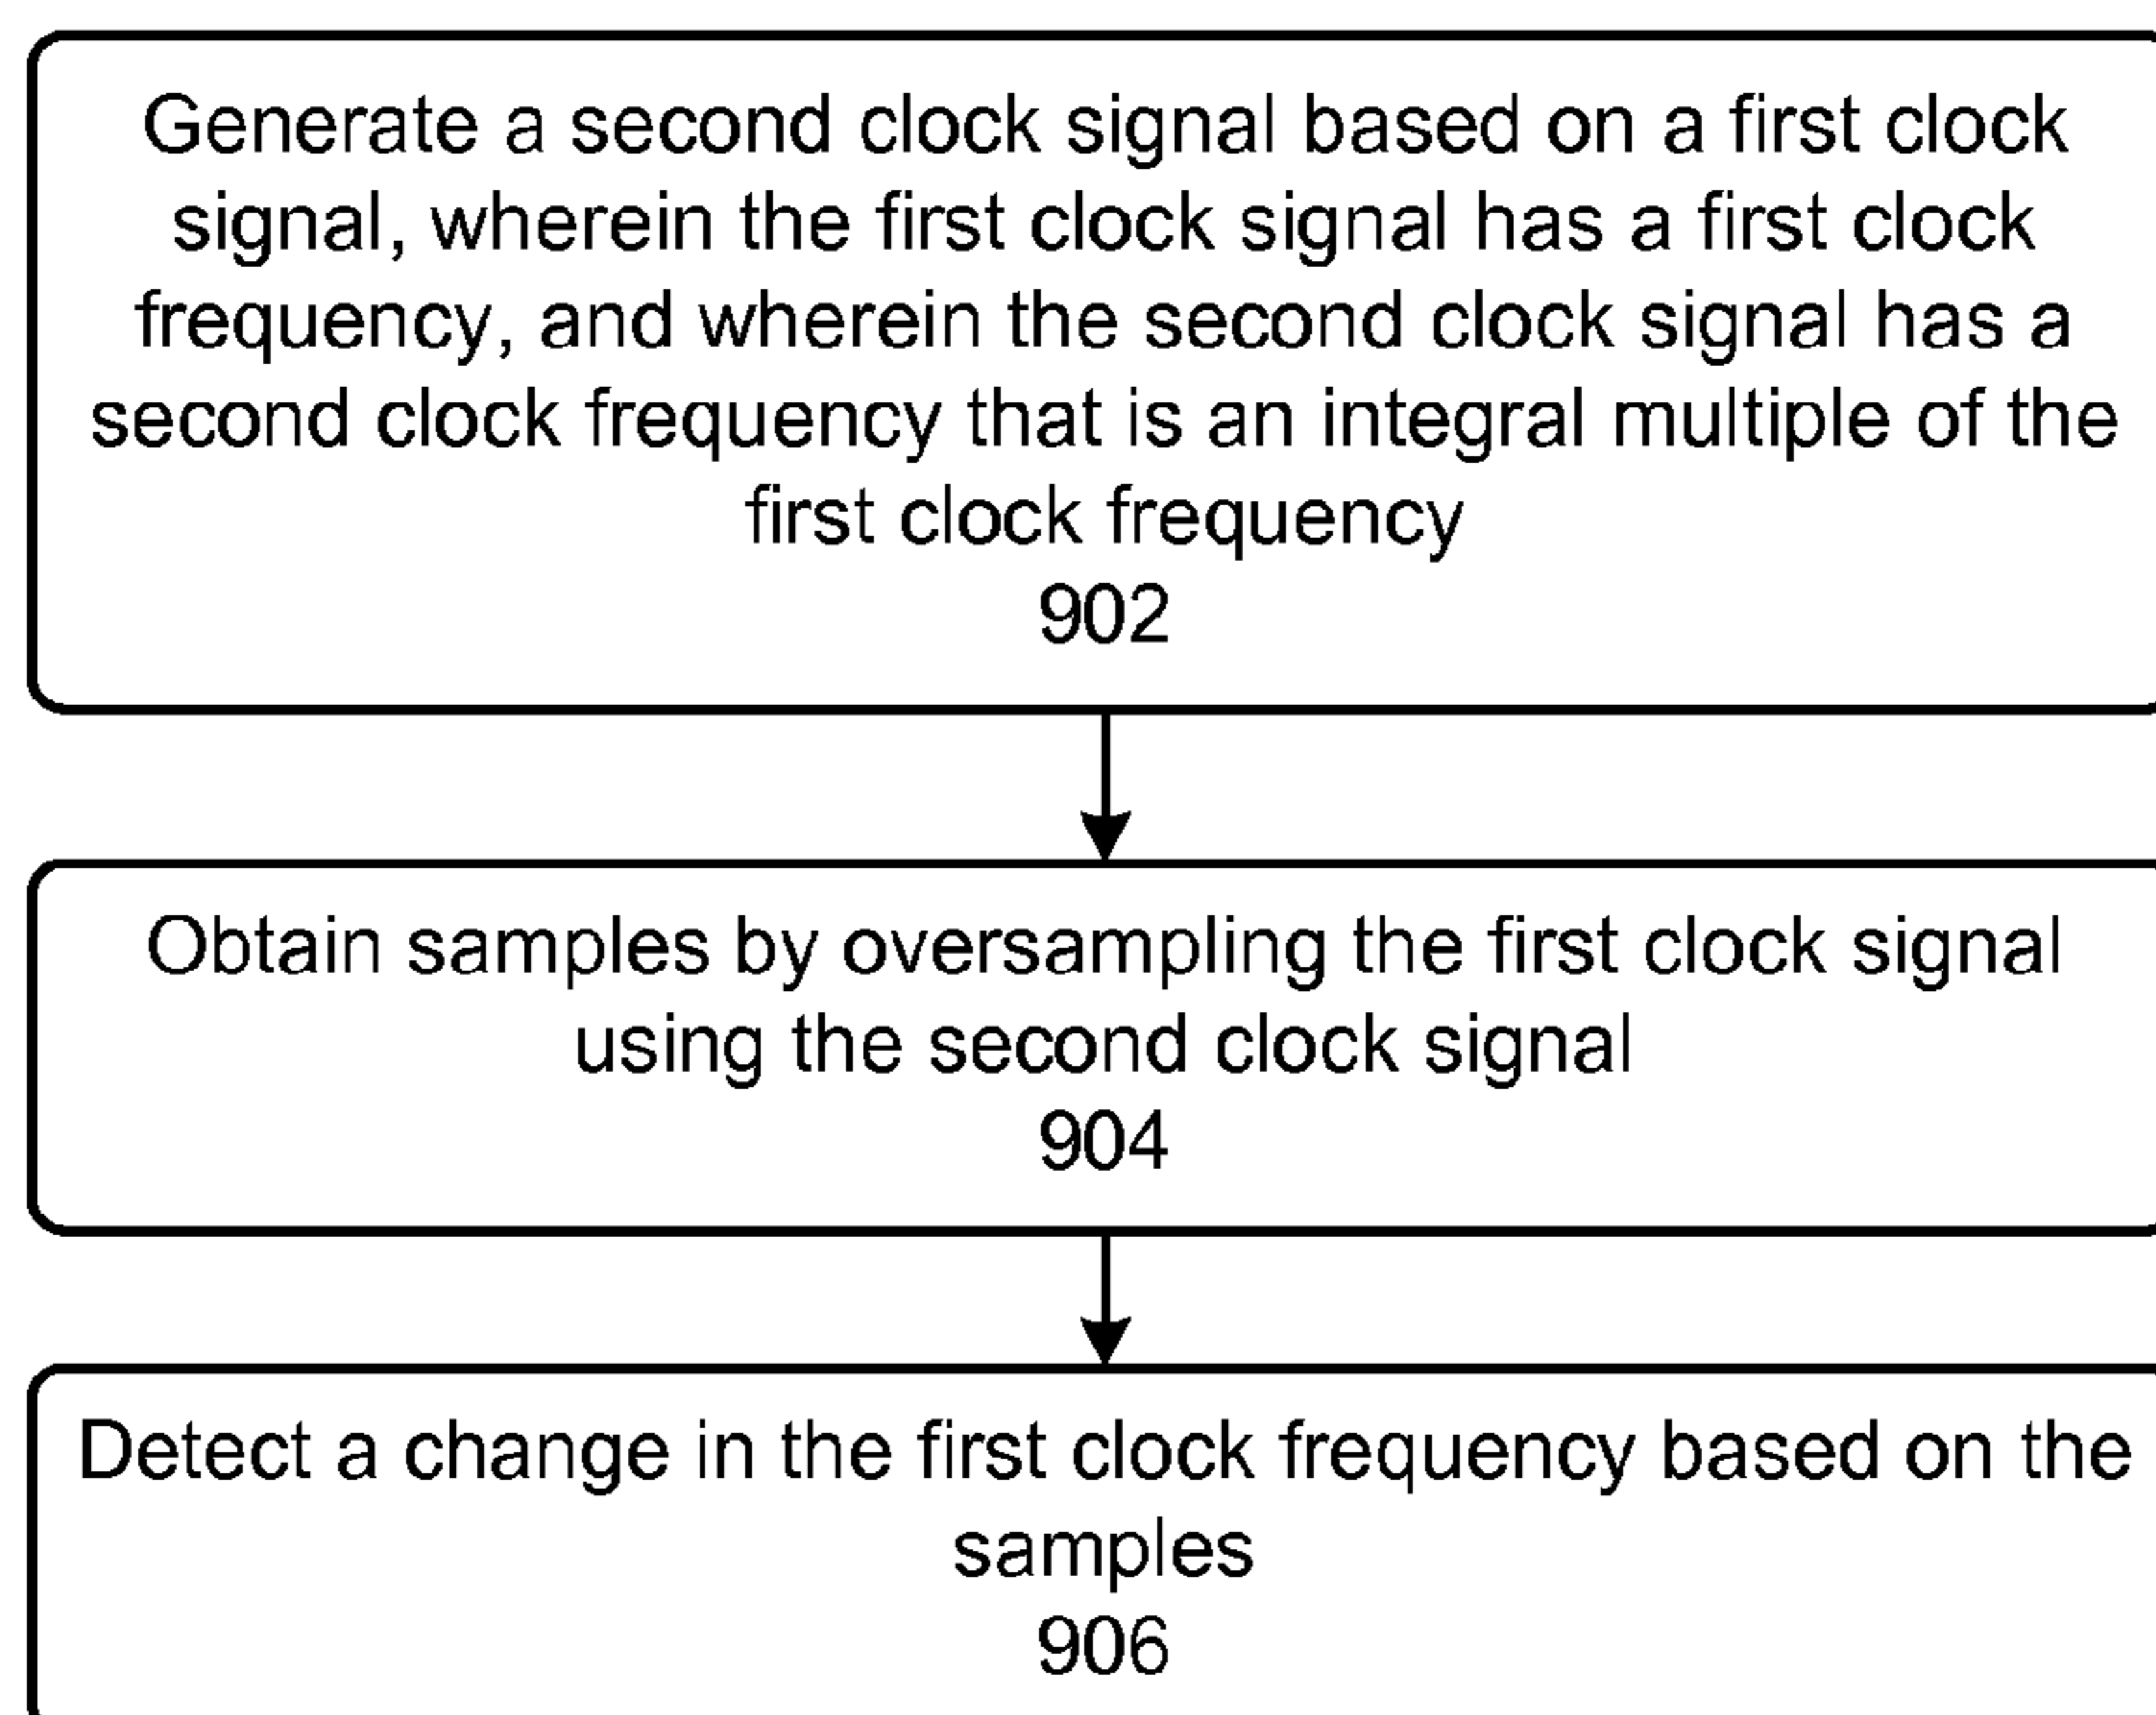 Generate a second clock signal based on a first clock
signal, wherein the first clock signal has a first clock
frequency, and wherein the second clock signal has a
second clock frequency that is an integral multiple of the
first clock frequency
902
Obtain samples by oversampling the first clock signal
using the second clock signal
904
Detect a change in the first clock frequency based on the
samples
906